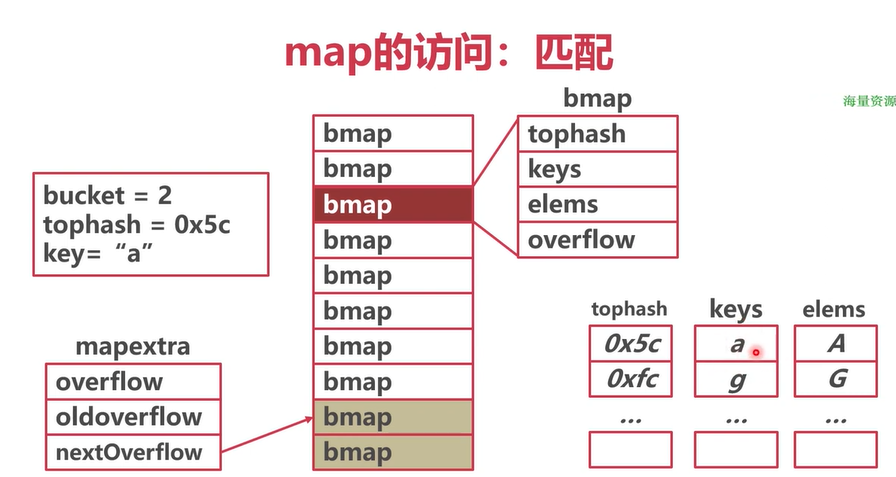 map的访问：匹配
海量资源
bucket = 2
tophash = 0x5c
key=“a”
mapextra
overflow
oldoverflow
nextOverflow
bmap
bmap
bmap
bmap
bmap
bmap
bmap
bmap
bmap
bmap
bmap
tophash
keys
elems
overflow
tophash keys elems
0x5c a A
0xfc g G
... ... ...